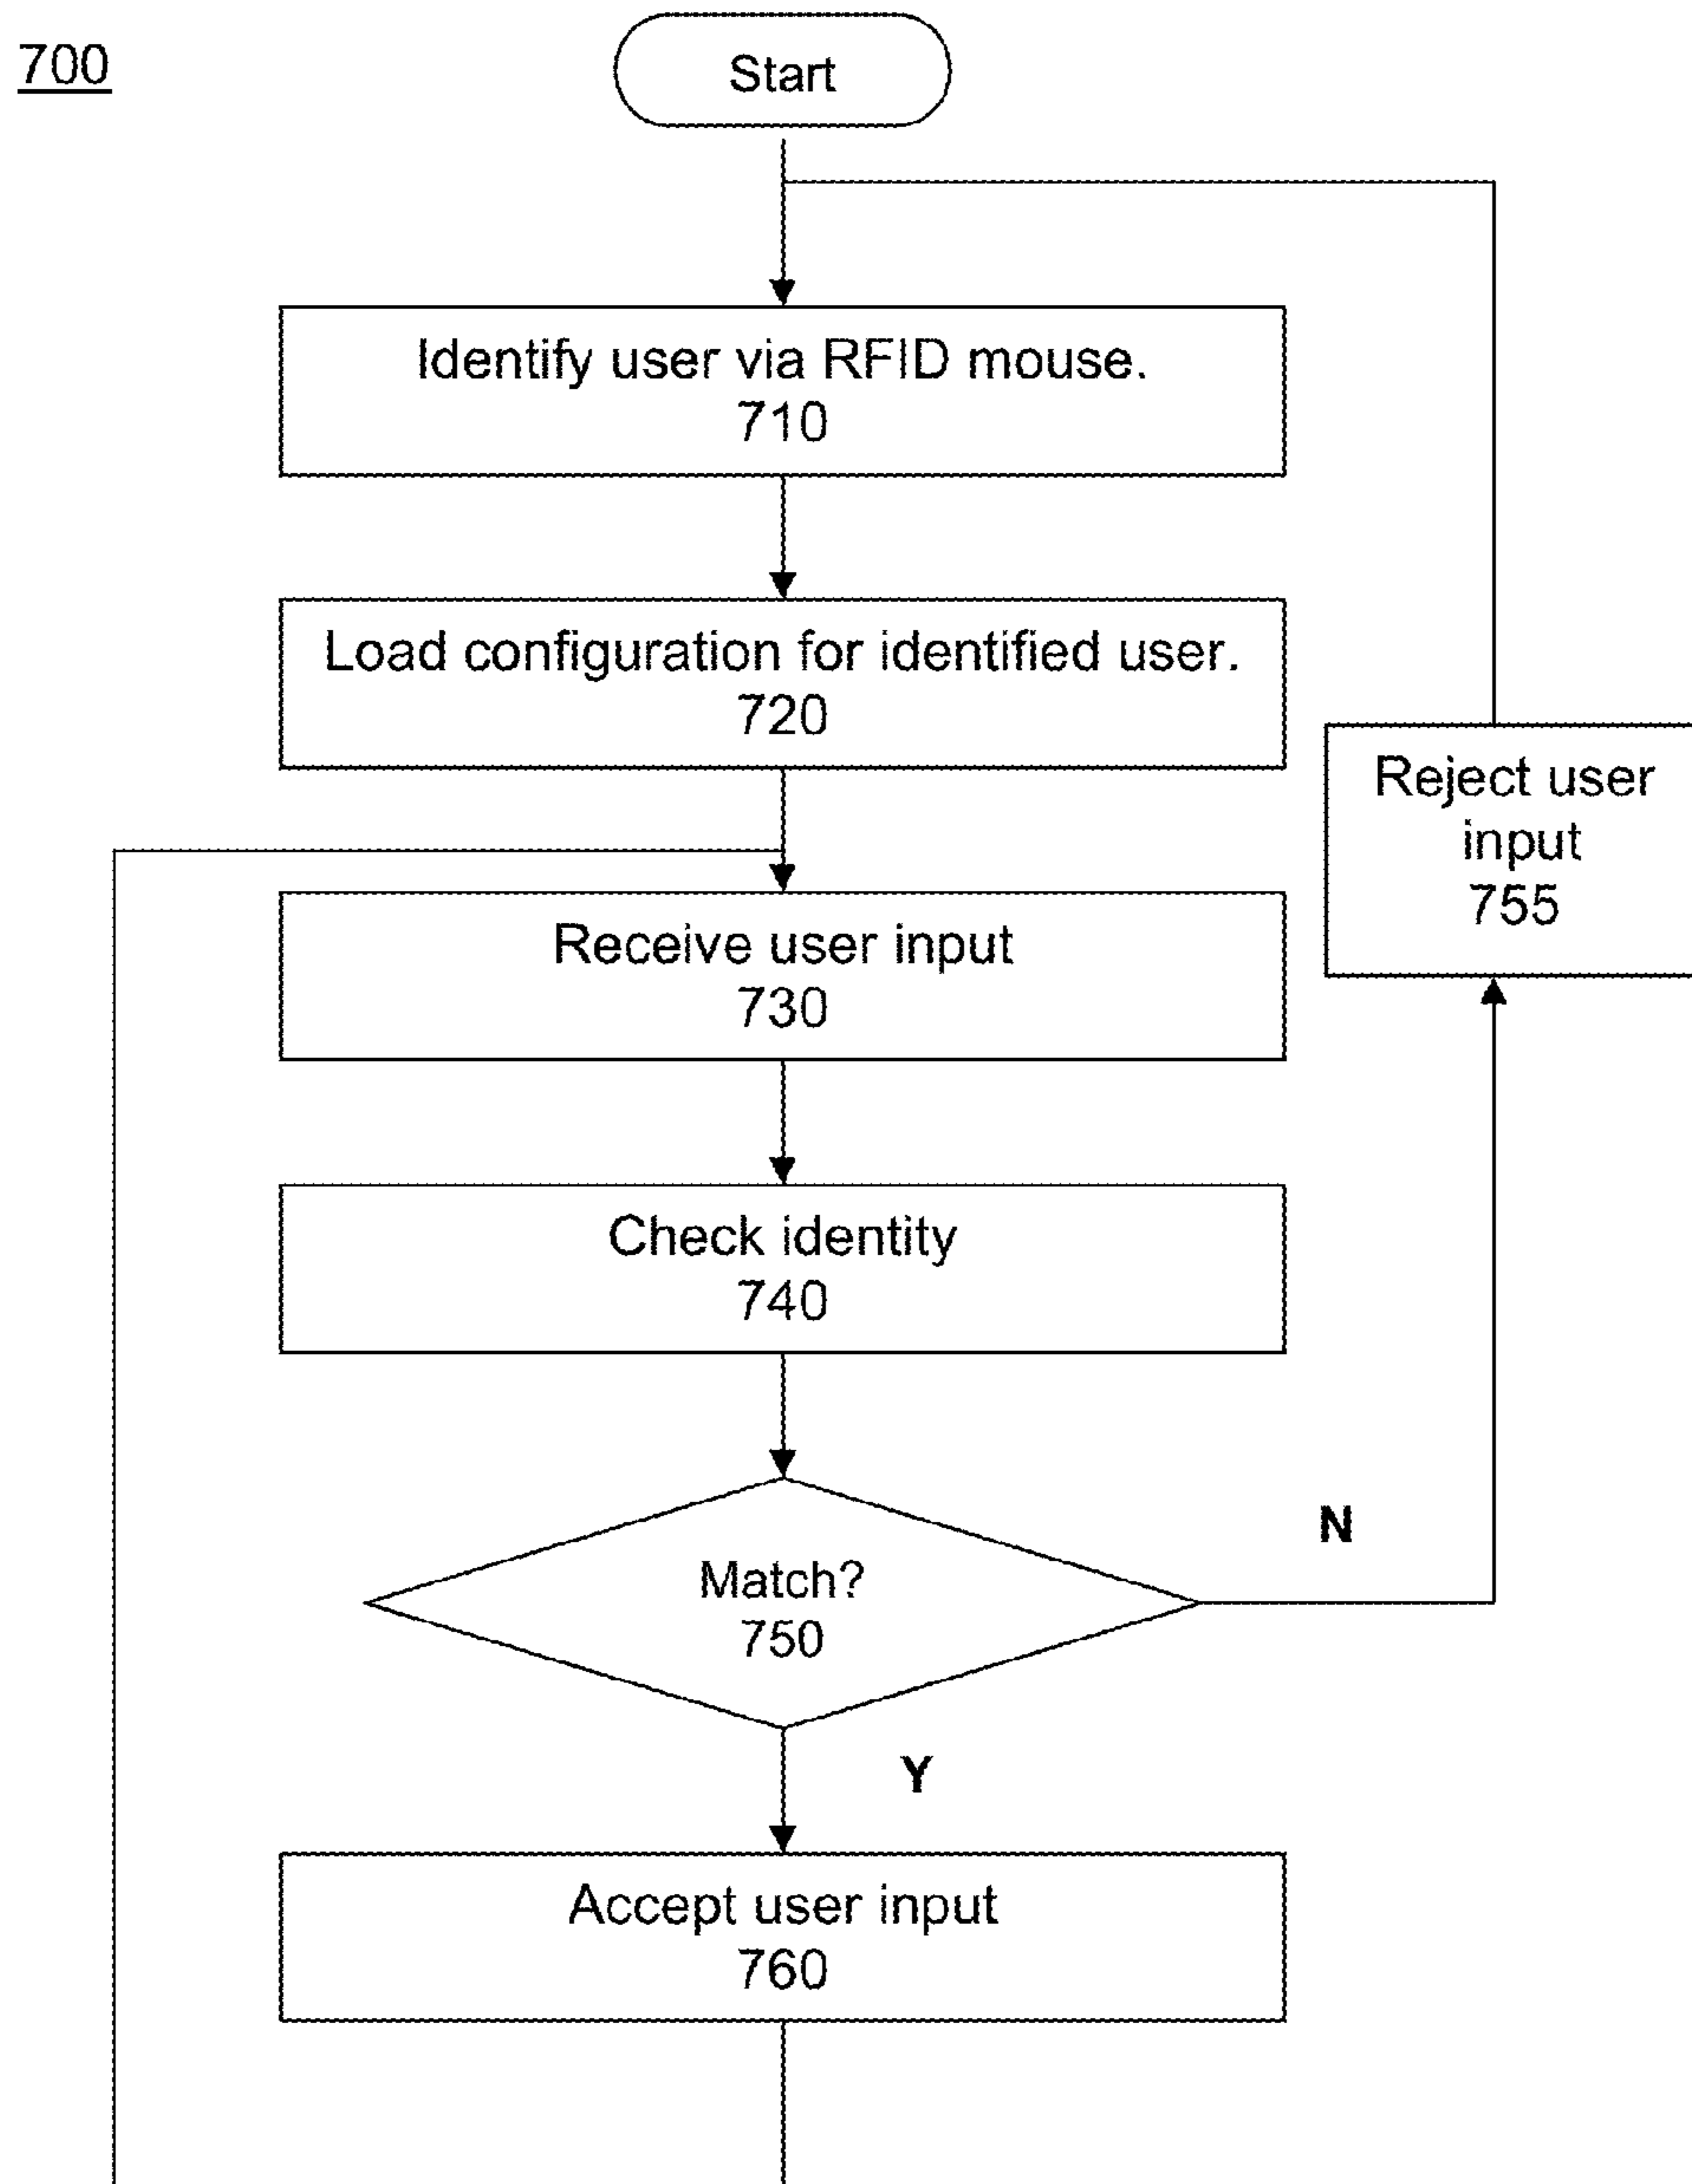 700
Start
Identify user via RFID mouse.
710
Load configuration for identified user.
720
Reject user
input
755
Receive user input
730
Check identity
740
Match?
750
N
Y
Accept user input
760